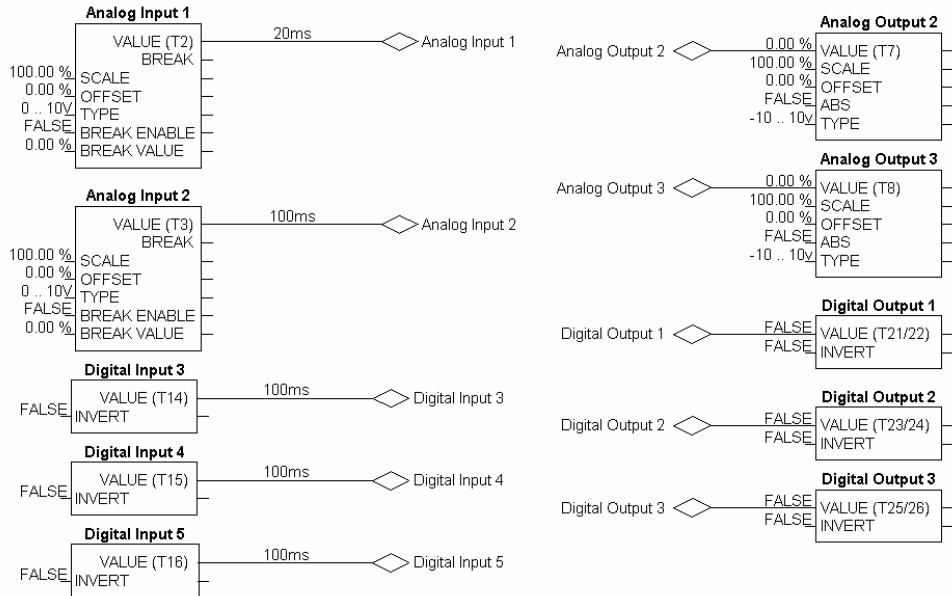 Analog Input 1
VALUE (T2)
20ms
Analog Input 1
BREAK
100.00 %
SCALE
0.00 %
OFFSET
0 .. 10V
TYPE
FALSE
BREAK ENABLE
0.00 %
BREAK VALUE
Analog Input 2
VALUE (T3)
100ms
Analog Input 2
BREAK
100.00 %
SCALE
0.00 %
OFFSET
0 .. 10V
TYPE
FALSE
BREAK ENABLE
0.00 %
BREAK VALUE
Digital Input 3
VALUE (T14)
100ms
Digital Input 3
FALSE
INVERT
Digital Input 4
VALUE (T15)
100ms
Digital Input 4
FALSE
INVERT
Digital Input 5
VALUE (T16)
100ms
Digital Input 5
FALSE
INVERT
Analog Output 2
Analog Output 2
0.00 %
VALUE (T7)
100.00 %
SCALE
0.00 %
OFFSET
FALSE
ABS
-10 .. 10v
TYPE
Analog Output 3
Analog Output 3
0.00 %
VALUE (T8)
100.00 %
SCALE
0.00 %
OFFSET
FALSE
ABS
-10 .. 10v
TYPE
Digital Output 1
Digital Output 1
FALSE
VALUE (T21/22)
FALSE
INVERT
Digital Output 2
Digital Output 2
FALSE
VALUE (T23/24)
FALSE
INVERT
Digital Output 3
Digital Output 3
FALSE
VALUE (T25/26)
FALSE
INVERT